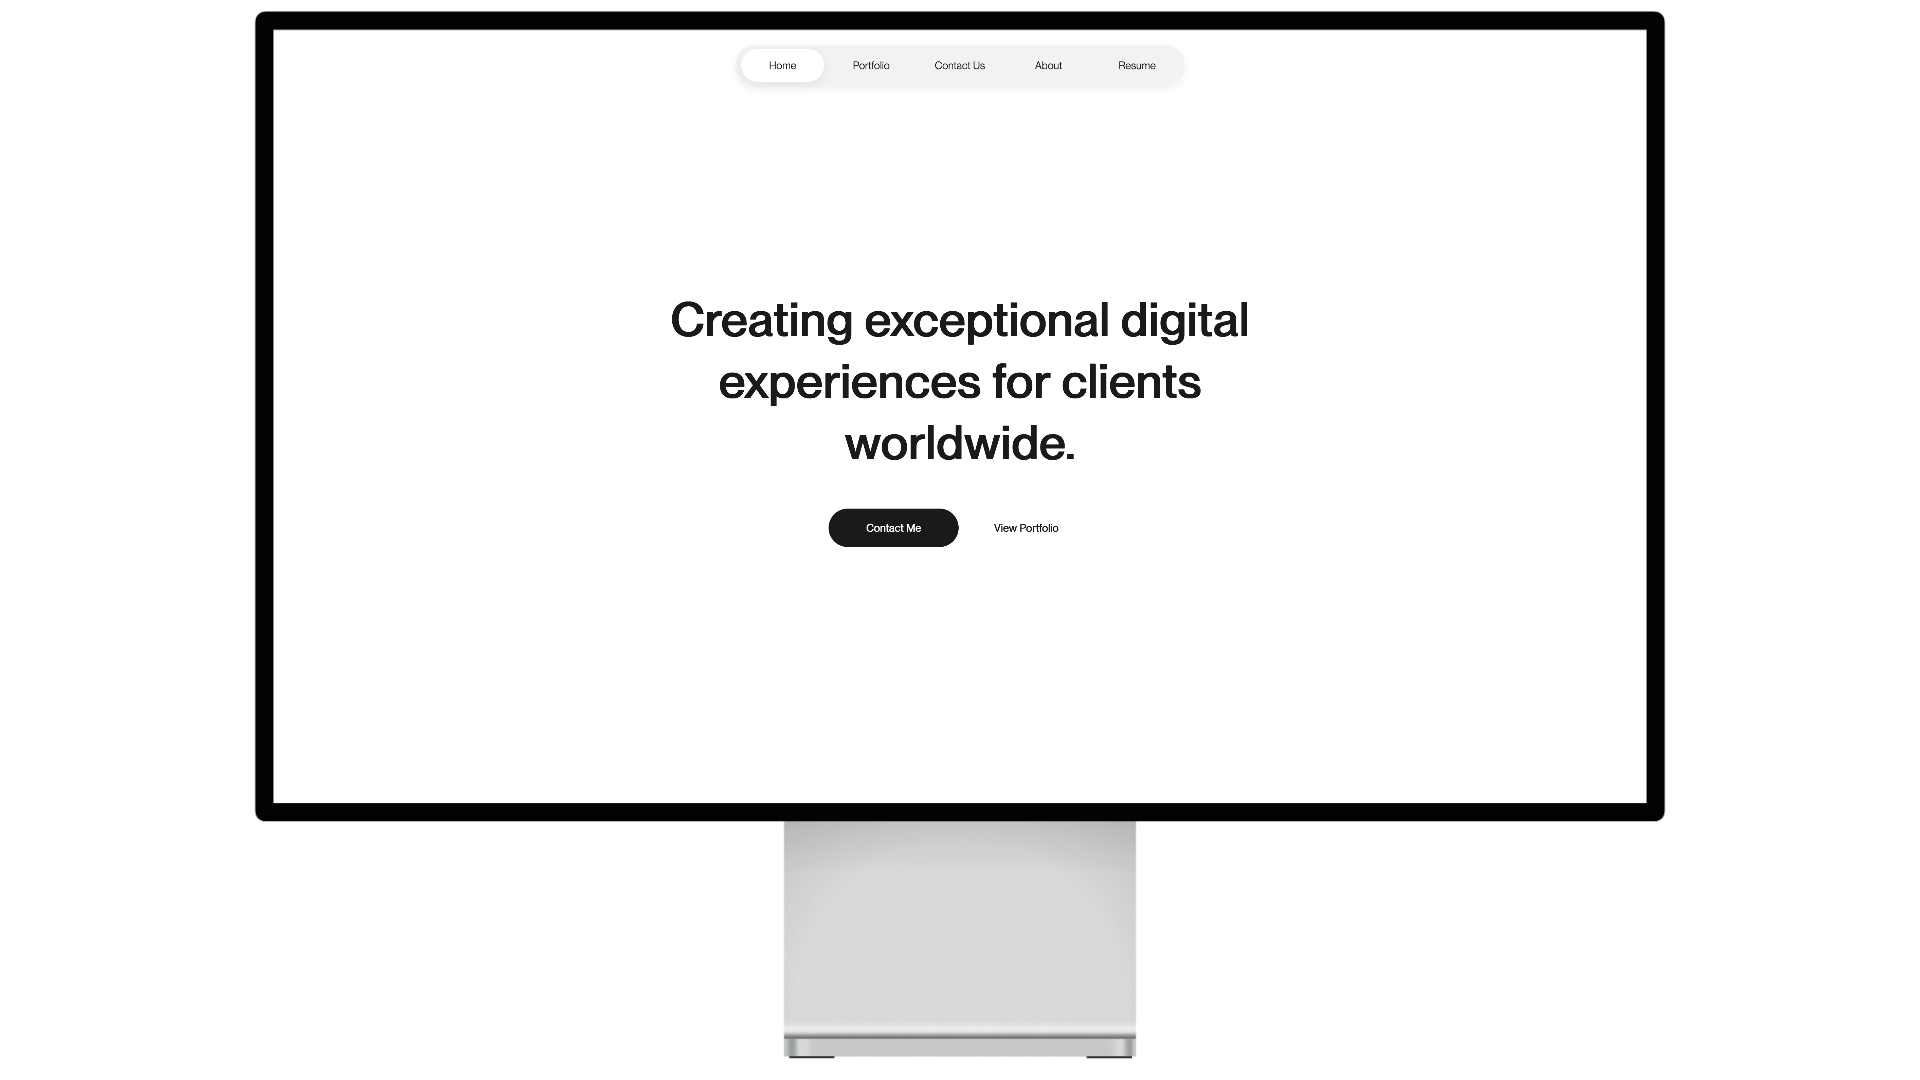 Home Portfolio Contact Us About Resume
Creating exceptional digital
experiences for clients
worldwide.
Contact Me View Portfolio